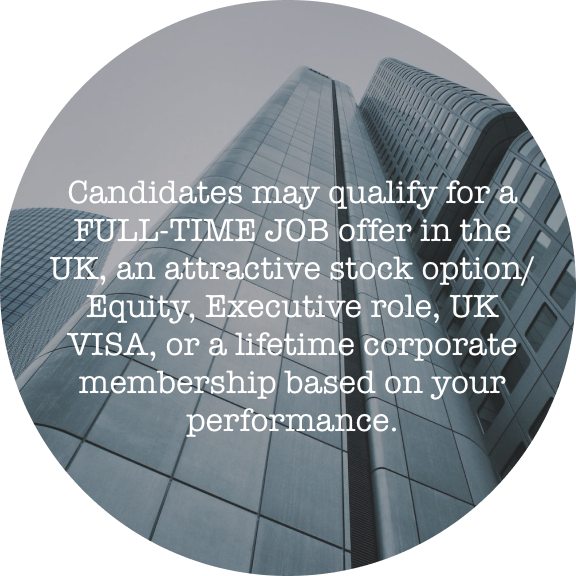 Candidates may qualify for a
FULL-TIME JOB offer in the
UK, an attractive stock option/
Equity, Executive role, UK
VISA, or a lifetime corporate
membership based on your
performance.